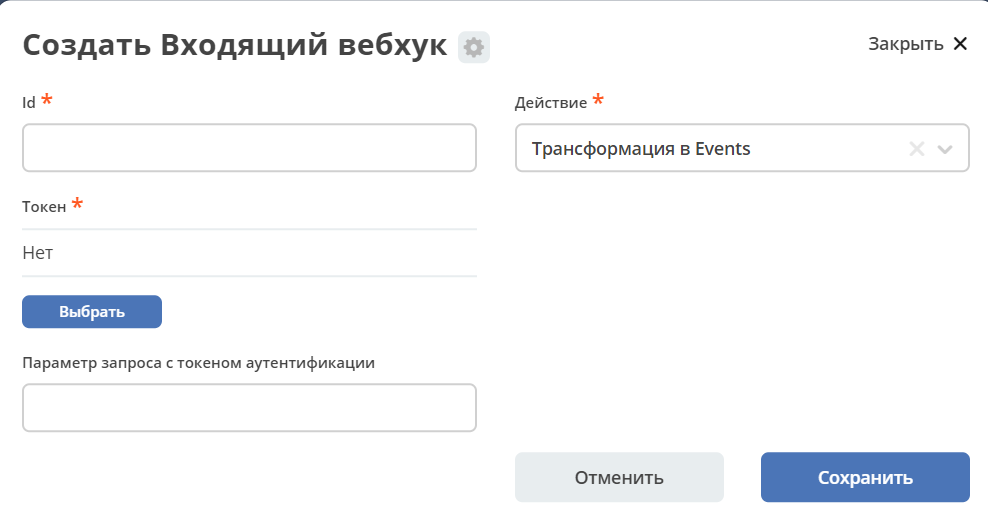 Создать Входящий вебхук
Закрыть
Id *
Действие *
Трансформация в Events
Токен *
Нет
Выбрать
Параметр запроса с токеном аутентификации
Отменить
Сохранить